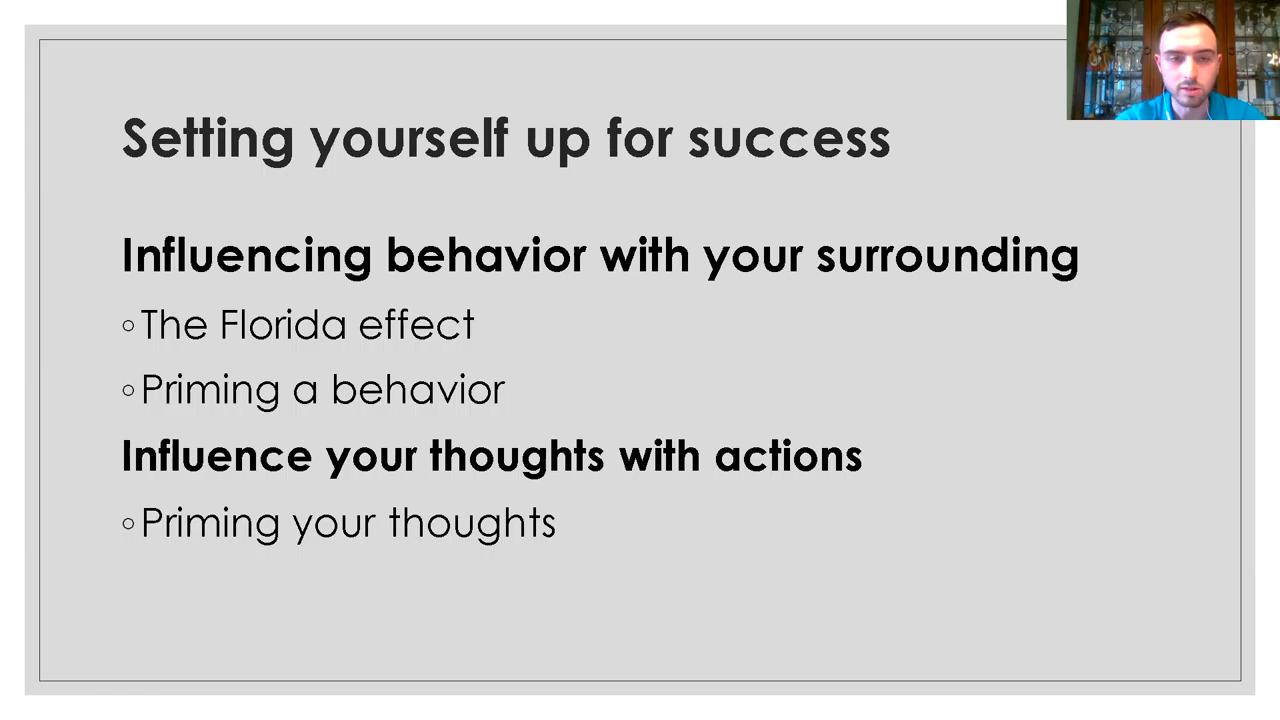 Setting yourself up for success
Influencing behavior with your surrounding
◦The Florida effect
◦Priming a behavior
Influence your thoughts with actions
◦Priming your thoughts